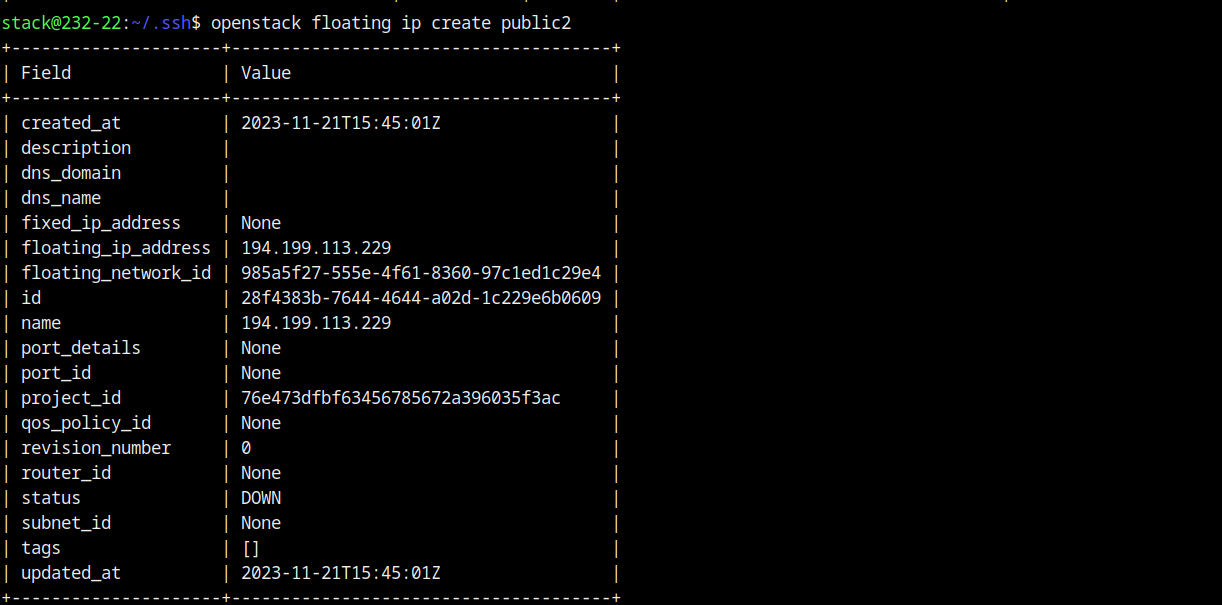 stack@232-22:~/.ssh$ openstack floating ip create public2
+---------------------+--------------------------------------+
| Field               | Value                                |
+---------------------+--------------------------------------+
| created_at          | 2023-11-21T15:45:01Z                 |
| description         |                                      |
| dns_domain          |                                      |
| dns_name            |                                      |
| fixed_ip_address    | None                                 |
| floating_ip_address | 194.199.113.229                      |
| floating_network_id | 985a5f27-555e-4f61-8360-97c1ed1c29e4 |
| id                  | 28f4383b-7644-4644-a02d-1c229e6b0609 |
| name                | 194.199.113.229                      |
| port_details        | None                                 |
| port_id             | None                                 |
| project_id          | 76e473dfbf63456785672a396035f3ac     |
| qos_policy_id       | None                                 |
| revision_number     | 0                                    |
| router_id           | None                                 |
| status              | DOWN                                 |
| subnet_id           | None                                 |
| tags                | []                                   |
| updated_at          | 2023-11-21T15:45:01Z                 |
+---------------------+--------------------------------------+